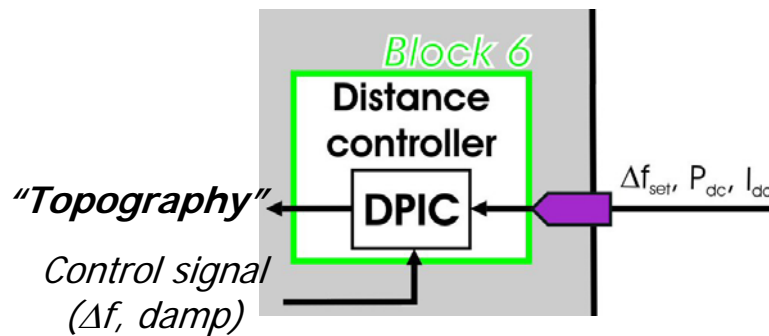 Block 6
Distance
controller
DPIC
Δf_set, P_dc, I_dc
"Topography"
Control signal
(Δf, damp)